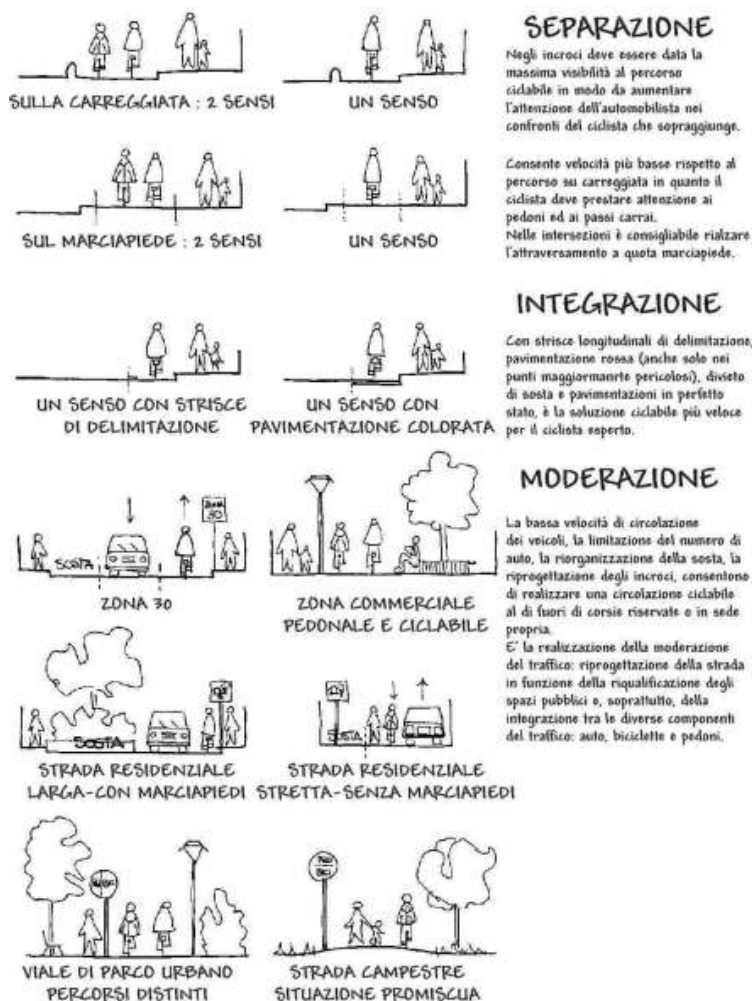 SEPARAZIONE
Negli incroci deve essere data la
massima visibilità al percorso
ciclabile in modo da aumentare
l'attenzione dell'automobilista nei
confronti del ciclista che sopraggiunge.
SULLA CARREGGIATA : 2 SENSI
UN SENSO
Consente velocità più basse rispetto al
percorso su carreggiata in quanto il
ciclista deve prestare attenzione ai
pedoni ed ai passi carrai.
Nelle intersezioni è consigliabile rialzare
l'attraversamento a quota marciapiede.
SUL MARCIAPIEDE : 2 SENSI
UN SENSO
INTEGRAZIONE
Con strisce longitudinali di delimitazione,
pavimentazione rossa (anche solo nei
punti maggiormanrte pericolosi), divieto
di sosta e pavimentazioni in perfetto
stato, è la soluzione ciclabile più veloce
per il ciclista esperto.
UN SENSO CON STRISCE
DI DELIMITAZIONE
UN SENSO CON
PAVIMENTAZIONE COLORATA
MODERAZIONE
La bassa velocità di circolazione
dei veicoli, la limitazione del numero di
auto, la riorganizzazione della sosta, la
riprogettazione degli incroci, consentono
di realizzare una circolazione ciclabile
al di fuori di corsie riservate o in sede
propria.
E' la realizzazione della moderazione
del traffico: riprogettazione della strada
in funzione della riqualificazione degli
spazi pubblici e, soprattutto, della
integrazione tra le diverse componenti
del traffico: auto, biciclette e pedoni.
ZONA
30
SOSTA
ZONA 30
ZONA COMMERCIALE
PEDONALE E CICLABILE
SOSTA
STRADA RESIDENZIALE
LARGA-CON MARCIAPIEDI
SOSTA
STRADA RESIDENZIALE
STRETTA-SENZA MARCIAPIEDI
VIALE DI PARCO URBANO
PERCORSI DISTINTI
STRADA CAMPESTRE
SITUAZIONE PROMISCUA